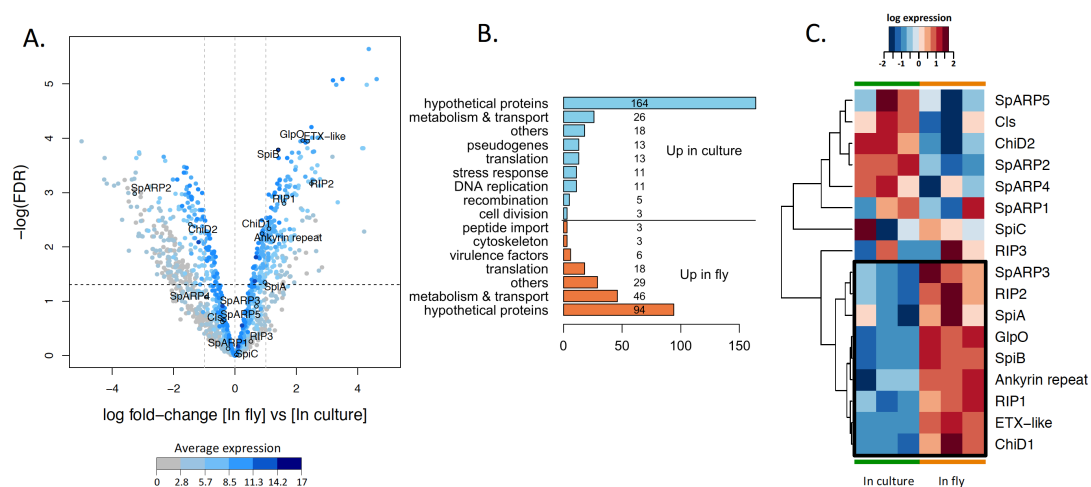 A.
−log(FDR)
5
4
3
2
1
0
GlpO
ETX−like
SpiB
RIP2
SpARP2
RIP1
ChiD1
ChiD2
Ankyrin repeat
SpiA
SpARP4
SpARP3
Cls
SpARP5
RIP3
SpARP1
SpiC
−4
−2
0
2
4
log fold−change [In fly] vs [In culture]
Average expression
0
2.8
5.7
8.5
11.3
14.2
17
B.
hypothetical proteins 164
metabolism & transport 26
others 18
pseudogenes 13
translation 13
stress response 11
DNA replication 11
recombination 5
cell division 3
Up in culture
peptide import 3
cytoskeleton 3
virulence factors 6
translation 18
others 29
metabolism & transport 46
hypothetical proteins 94
Up in fly
0
50
100
150
C.
log expression
-2
-1
0
1
2
SpARP5
Cls
ChiD2
SpARP2
SpARP4
SpARP1
SpiC
RIP3
SpARP3
RIP2
SpiA
GlpO
SpiB
Ankyrin repeat
RIP1
ETX−like
ChiD1
In culture
In fly